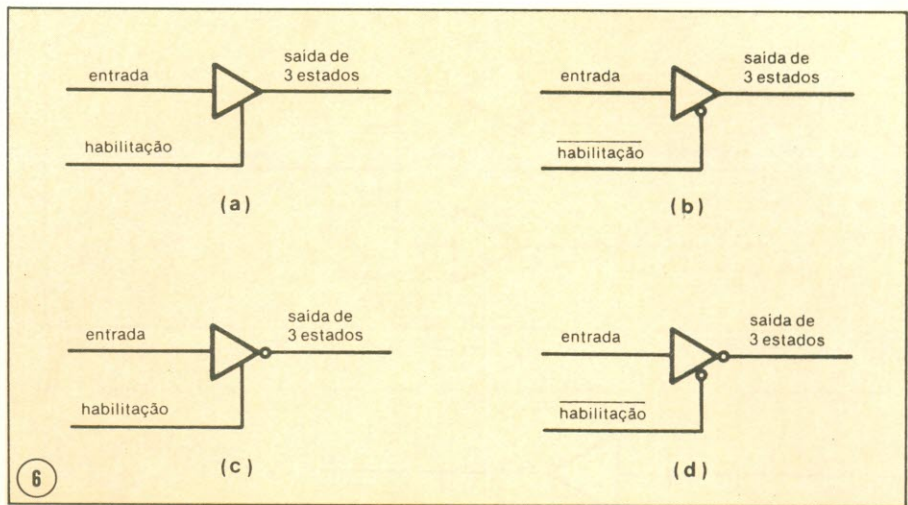 entrada
saida de
3 estados
habilitação
(a)
entrada
saida de
3 estados
habilitação
(b)
entrada
saida de
3 estados
habilitação
(c)
entrada
saida de
3 estados
habilitação
(d)
6